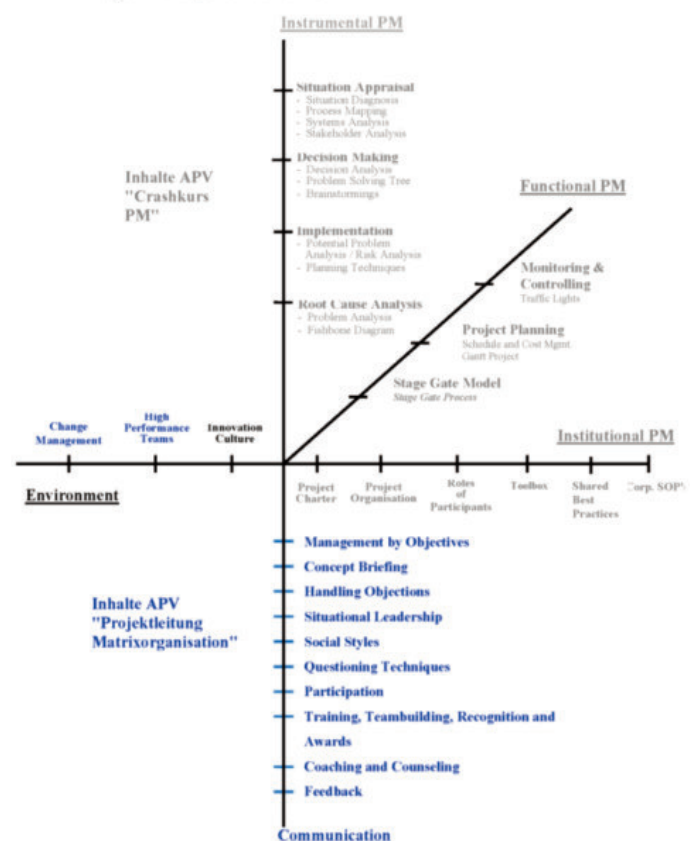 Instrumental PM
Situation Appraisal
- Situation Diagnosis
- Process Mapping
- Systems Analysis
- Stakeholder Analysis
Decision Making
- Decision Analysis
- Problem Solving Tree
- Brainstormings
Inhalte APV
"Crashkurs
PM"
Functional PM
Implementation
- Potential Problem
Analysis / Risk Analysis
- Planning Techniques
Monitoring &
Controlling
Traffic Lights
Root Cause Analysis
- Problem Analysis
- Fishbone Diagram
Project Planning
Schedule and Cost Mgmt.
Gantt Project
Stage Gate Model
Stage Gate Process
Change
Management
High
Performance
Teams
Innovation
Culture
Institutional PM
Environment
Project
Charter
Project
Organisation
Roles
of
Participants
Toolbox
Shared
Best
Practices
Corp. SOP's
Management by Objectives
Concept Briefing
Handling Objections
Inhalte APV
"Projektleitung
Matrixorganisation"
Situational Leadership
Social Styles
Questioning Techniques
Participation
Training, Teambuilding, Recognition and
Awards
Coaching and Counseling
Feedback
Communication